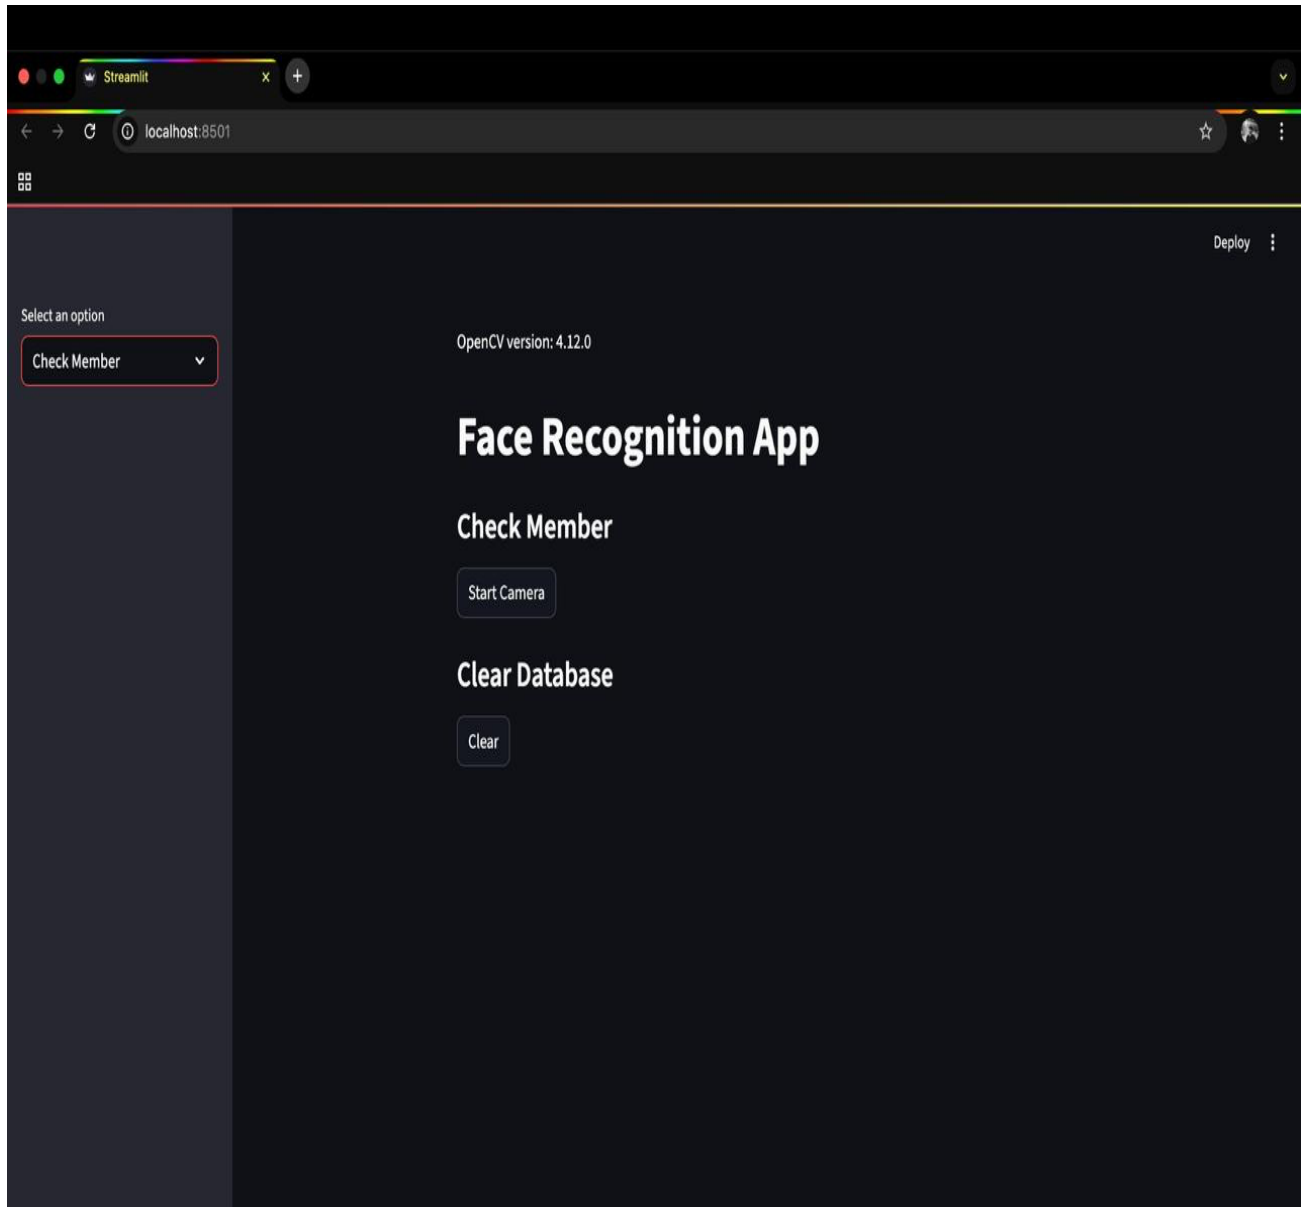 Streamlit
localhost:8501
Deploy
Select an option
Check Member
OpenCV version: 4.12.0
Face Recognition App
Check Member
Start Camera
Clear Database
Clear